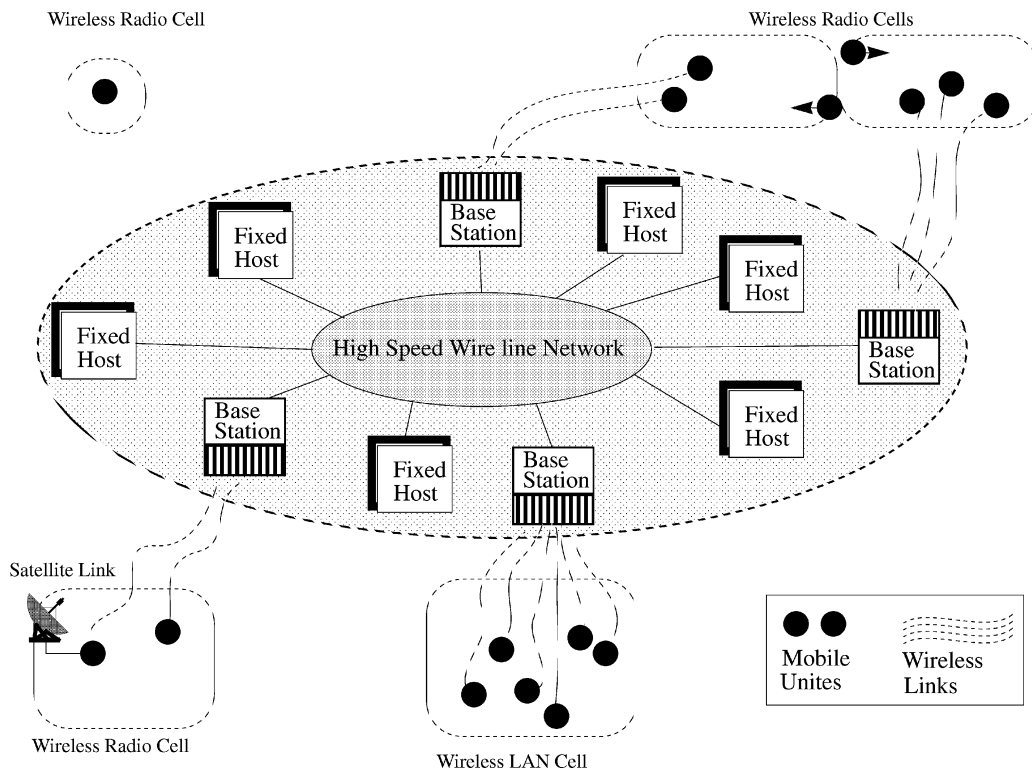 Wireless Radio Cell
Wireless Radio Cells
Base
Station
Fixed
Host
Fixed
Host
Fixed
Host
Fixed
Host
High Speed Wire line Network
Base
Station
Base
Station
Fixed
Host
Fixed
Host
Base
Station
Satellite Link
Wireless Radio Cell
Wireless LAN Cell
Mobile
Unites
Wireless
Links